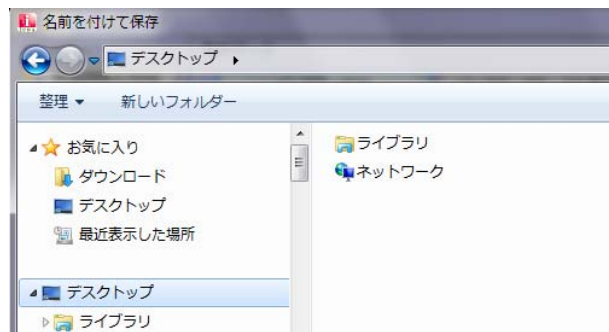 名前を付けて保存
デスクトップ
整理 新しいフォルダー
お気に入り
ダウンロード
デスクトップ
最近表示した場所
デスクトップ
ライブラリ
ライブラリ
ネットワーク